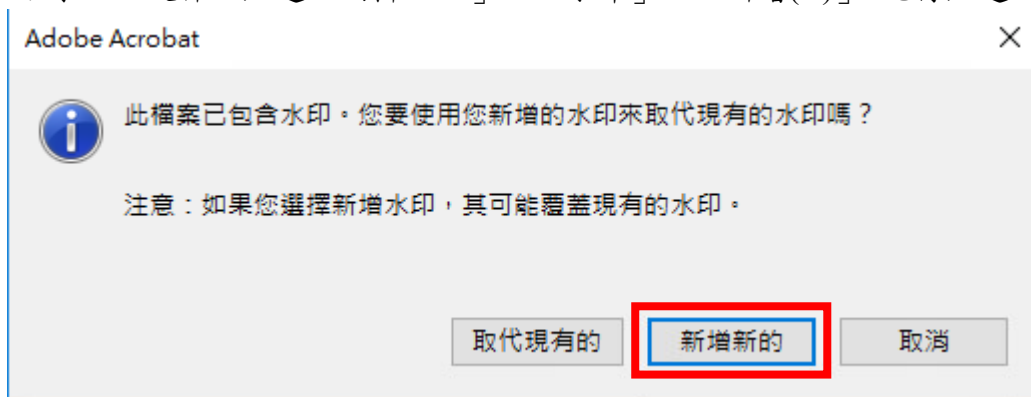 Adobe Acrobat
此檔案已包含水印。您要使用您新增的水印來取代現有的水印嗎？
注意：如果您選擇新增水印，其可能覆蓋現有的水印。
取代現有的 新增新的 取消